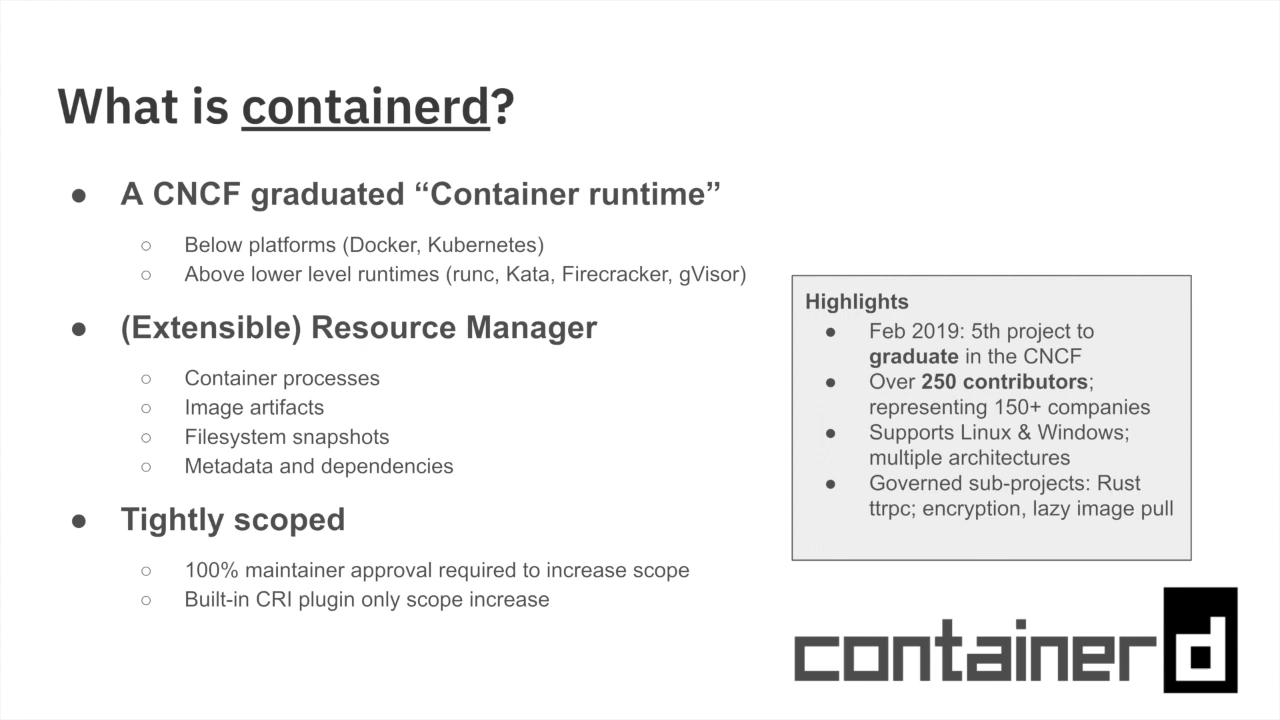 What is containerd?
● A CNCF graduated “Container runtime”
○ Below platforms (Docker, Kubernetes)
○ Above lower level runtimes (runc, Kata, Firecracker, gVisor)
● (Extensible) Resource Manager
○ Container processes
○ Image artifacts
○ Filesystem snapshots
○ Metadata and dependencies
● Tightly scoped
○ 100% maintainer approval required to increase scope
○ Built-in CRI plugin only scope increase
Highlights
● Feb 2019: 5th project to
graduate in the CNCF
● Over 250 contributors;
representing 150+ companies
● Supports Linux & Windows;
multiple architectures
● Governed sub-projects: Rust
ttrpc; encryption, lazy image pull
containerd